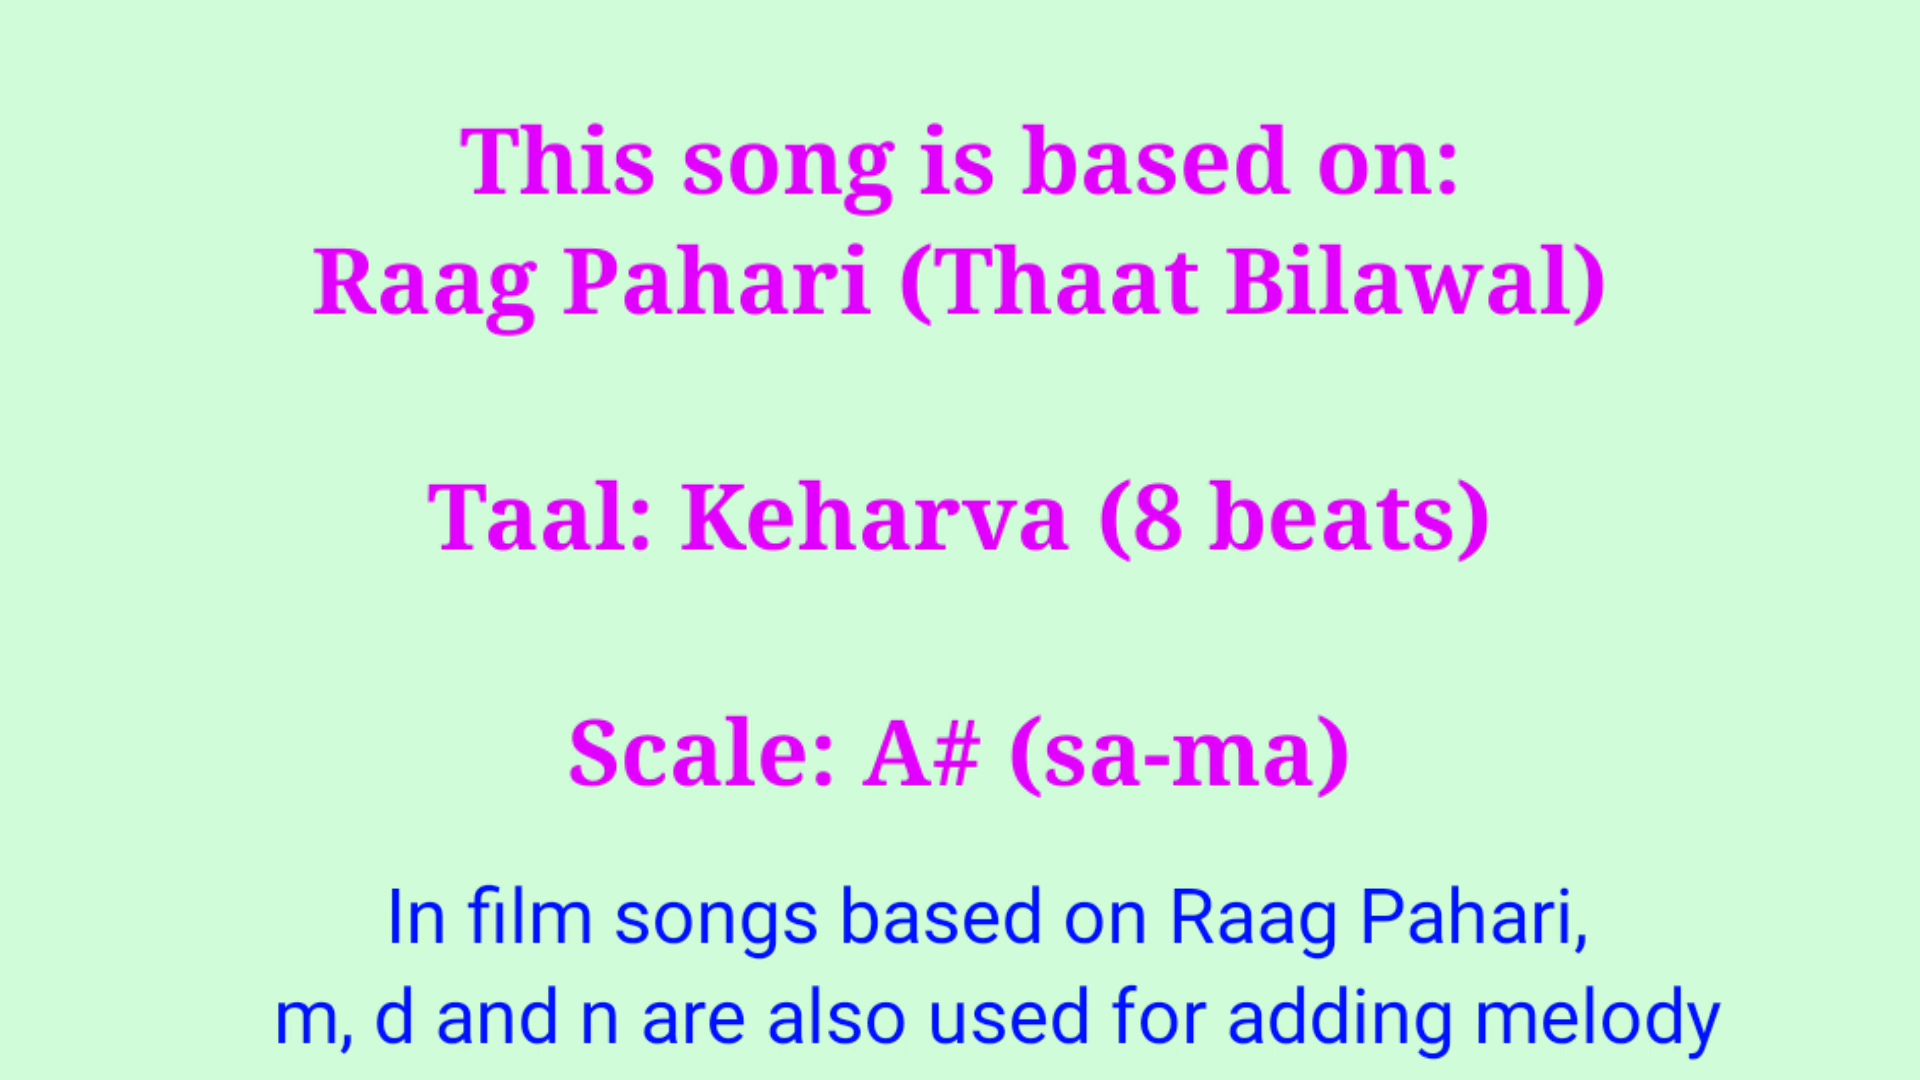 This song is based on:
Raag Pahari (Thaat Bilawal)
Taal: Keharva (8 beats)
Scale: A# (sa-ma)
In film songs based on Raag Pahari,
m, d and n are also used for adding melody